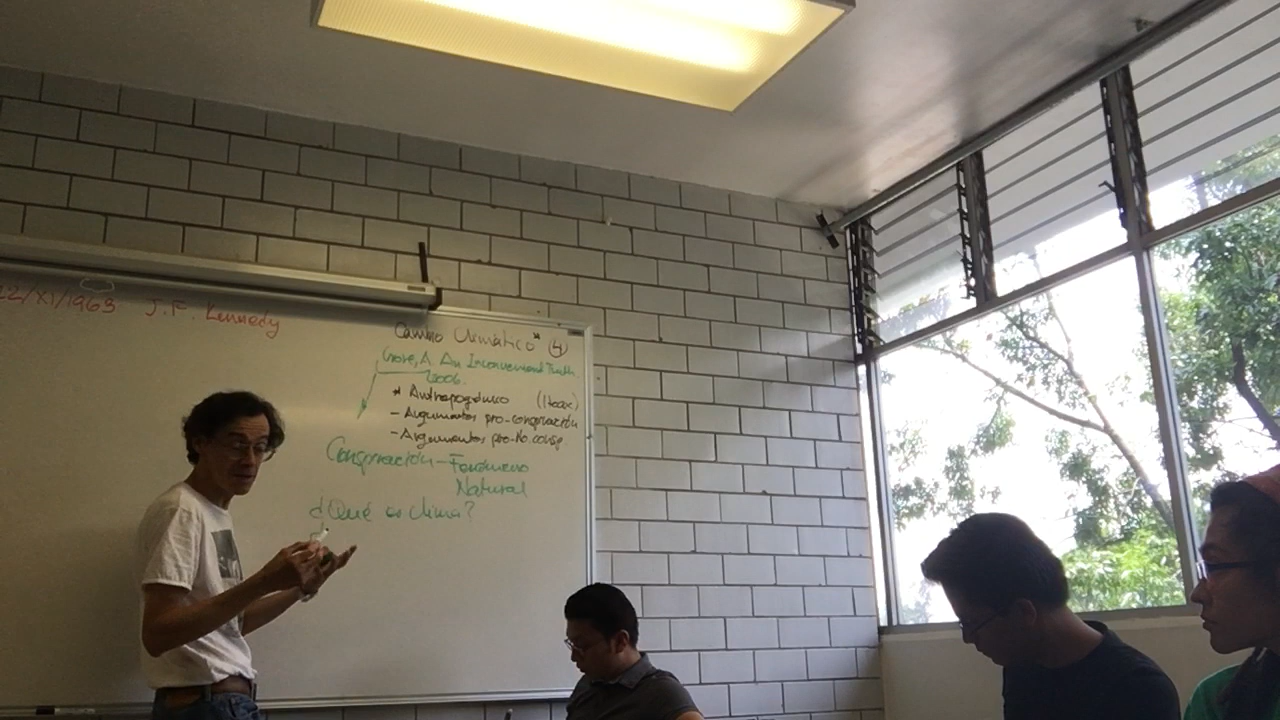 22/XI/1963 J.F. Kennedy
Cambio Climático* (4)
Gore, A. An Inconvenient Truth
2006.
* Antropogénico (Hoax)
- Argumentos pro-conspiración
- Argumentos pro-No consp.
Conspiración - Fenómeno
Natural
¿Qué es clima?